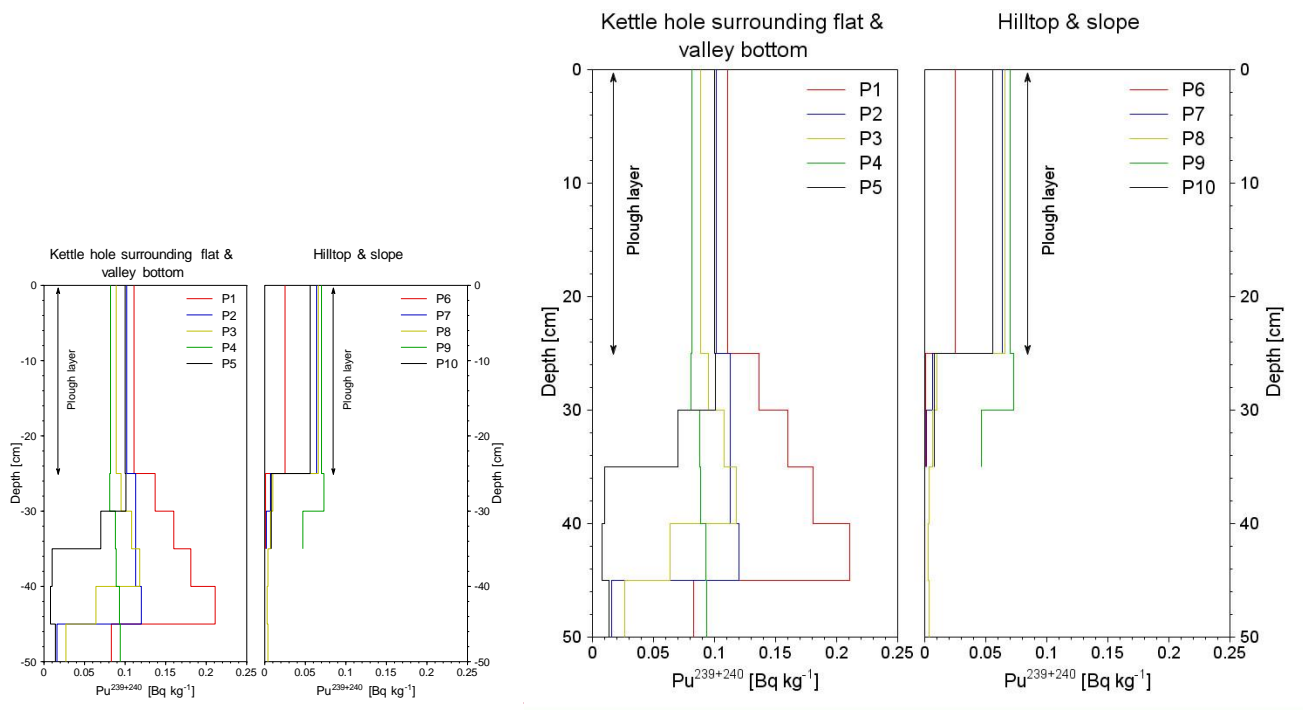 Kettle hole surrounding flat &
valley bottom
Hilltop & slope
0
-10
-20
-30
-40
-50
Depth [cm]
Plough layer
P1
P2
P3
P4
P5
0
0.05
0.1
0.15
0.2
0.25
Pu239+240 [Bq kg-1]
Plough layer
P6
P7
P8
P9
P10
0
-10
-20
-30
-40
-50
Depth [cm]
0
0.05
0.1
0.15
0.2
0.25
Pu239+240 [Bq kg-1]
Kettle hole surrounding flat &
valley bottom
Hilltop & slope
0
10
20
30
40
50
Depth [cm]
Plough layer
P1
P2
P3
P4
P5
0
0.05
0.1
0.15
0.2
0.25
Pu239+240 [Bq kg-1]
Plough layer
P6
P7
P8
P9
P10
0
10
20
30
40
50
Depth [cm]
0
0.05
0.1
0.15
0.2
0.25
Pu239+240 [Bq kg-1]